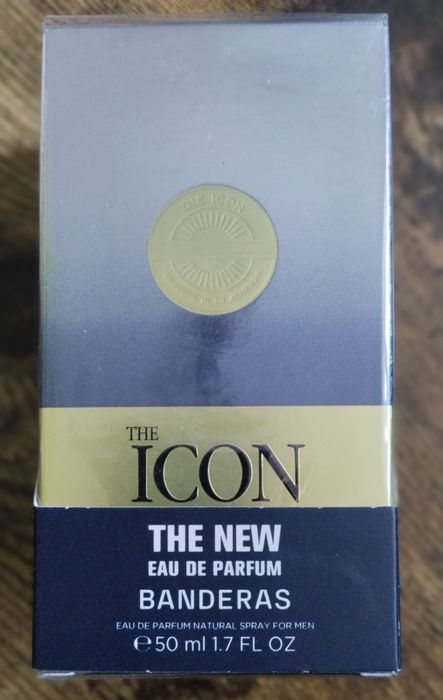 THE ICON
THE
ICON
THE NEW
EAU DE PARFUM
BANDERAS
EAU DE PARFUM NATURAL SPRAY FOR MEN
℮50 ml 1.7 FL OZ